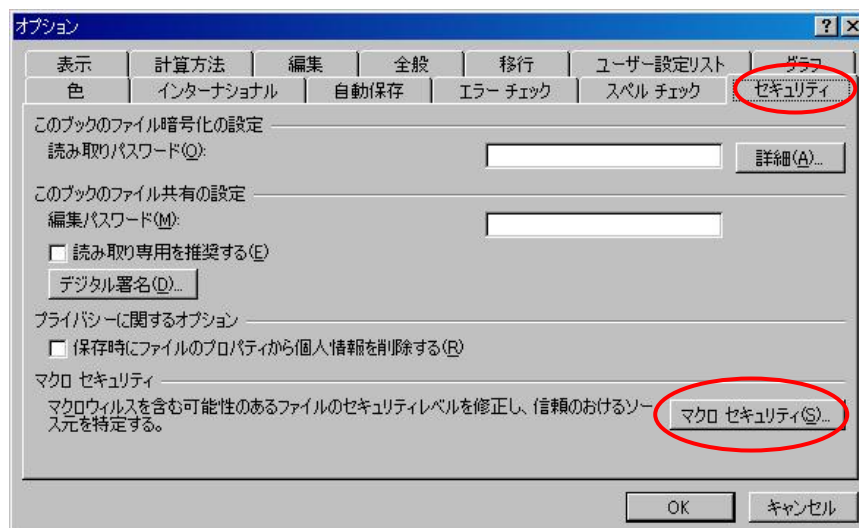 オプション
表示 計算方法 編集 全般 移行 ユーザー設定リスト グラフ
色 インターナショナル 自動保存 エラー チェック スペル チェック セキュリティ
このブックのファイル暗号化の設定
読み取りパスワード(O):
詳細(A)...
このブックのファイル共有の設定
編集パスワード(M):
読み取り専用を推奨する(E)
デジタル署名(D)...
プライバシーに関するオプション
保存時にファイルのプロパティから個人情報を削除する(R)
マクロ セキュリティ
マクロウィルスを含む可能性のあるファイルのセキュリティレベルを修正し、信頼のおけるソー
ス元を特定する。
マクロ セキュリティ(S)...
OK キャンセル